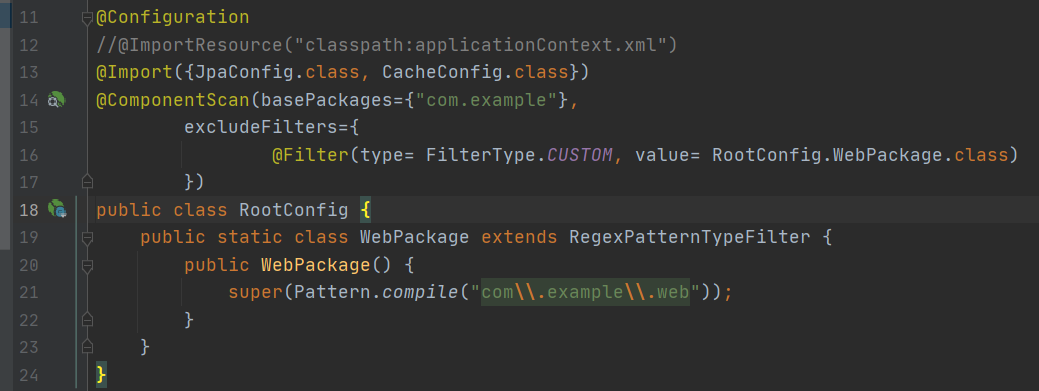 11 @Configuration
12 //@ImportResource("classpath:applicationContext.xml")
13 @Import({JpaConfig.class, CacheConfig.class})
14 @ComponentScan(basePackages={"com.example"},
15         excludeFilters={
16                 @Filter(type= FilterType.CUSTOM, value= RootConfig.WebPackage.class)
17         })
18 public class RootConfig {
19     public static class WebPackage extends RegexPatternTypeFilter {
20         public WebPackage() {
21             super(Pattern.compile("com\\.example\\.web"));
22         }
23     }
24 }